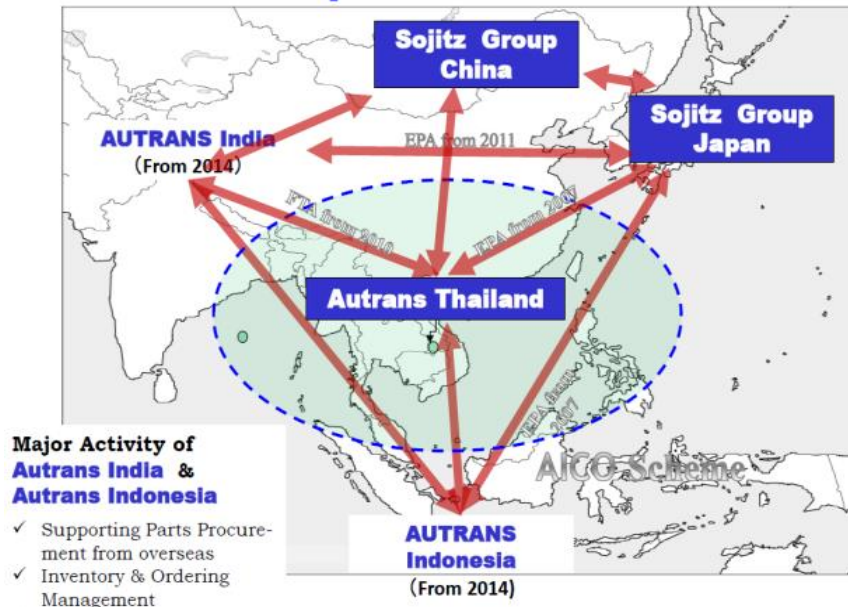 Sojitz Group
China
Sojitz Group
Japan
AUTRANS India
(From 2014)
EPA from 2011
FTA from 2010
EPA from 2007
Autrans Thailand
EPA from
2007
AICO Scheme
Major Activity of
Autrans India &
Autrans Indonesia
✓ Supporting Parts Procure-
ment from overseas
✓ Inventory & Ordering
Management
AUTRANS
Indonesia
(From 2014)